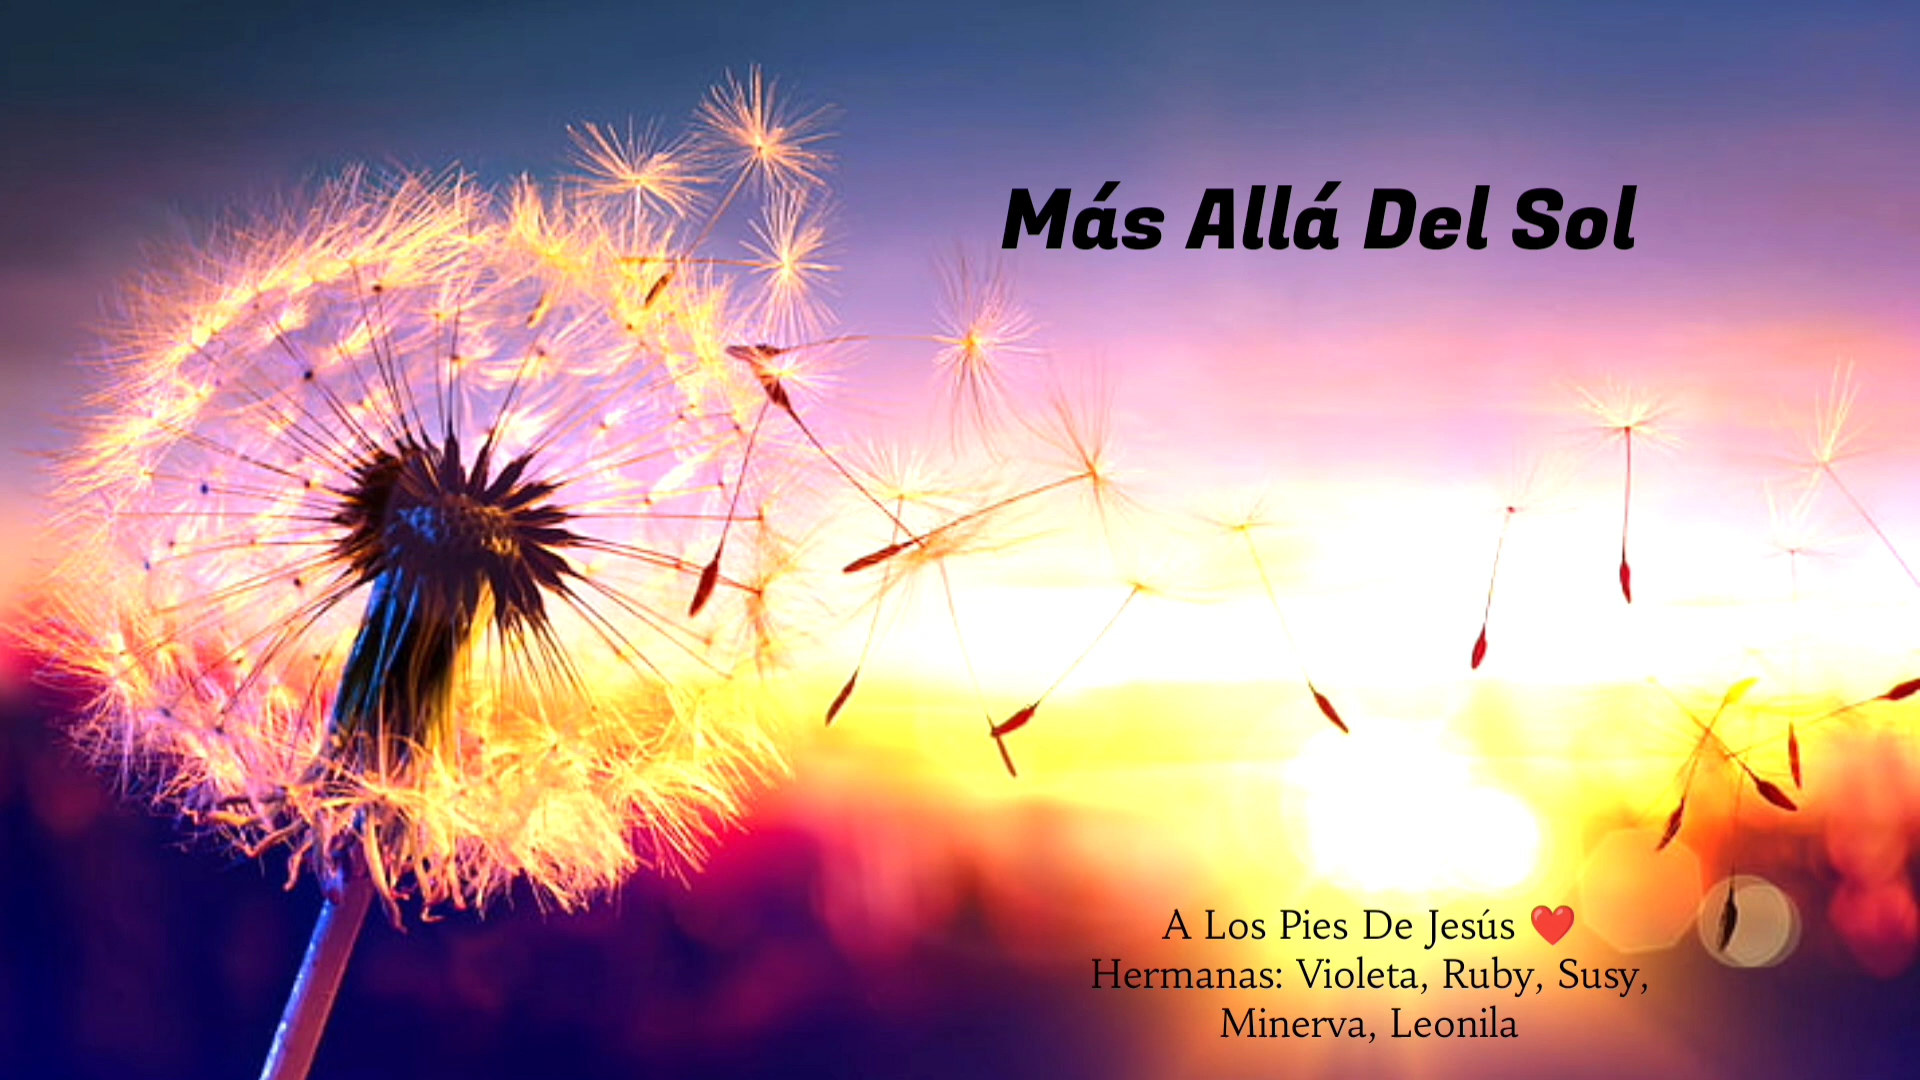 Más Allá Del Sol
A Los Pies De Jesús ❤️
Hermanas: Violeta, Ruby, Susy,
Minerva, Leonila